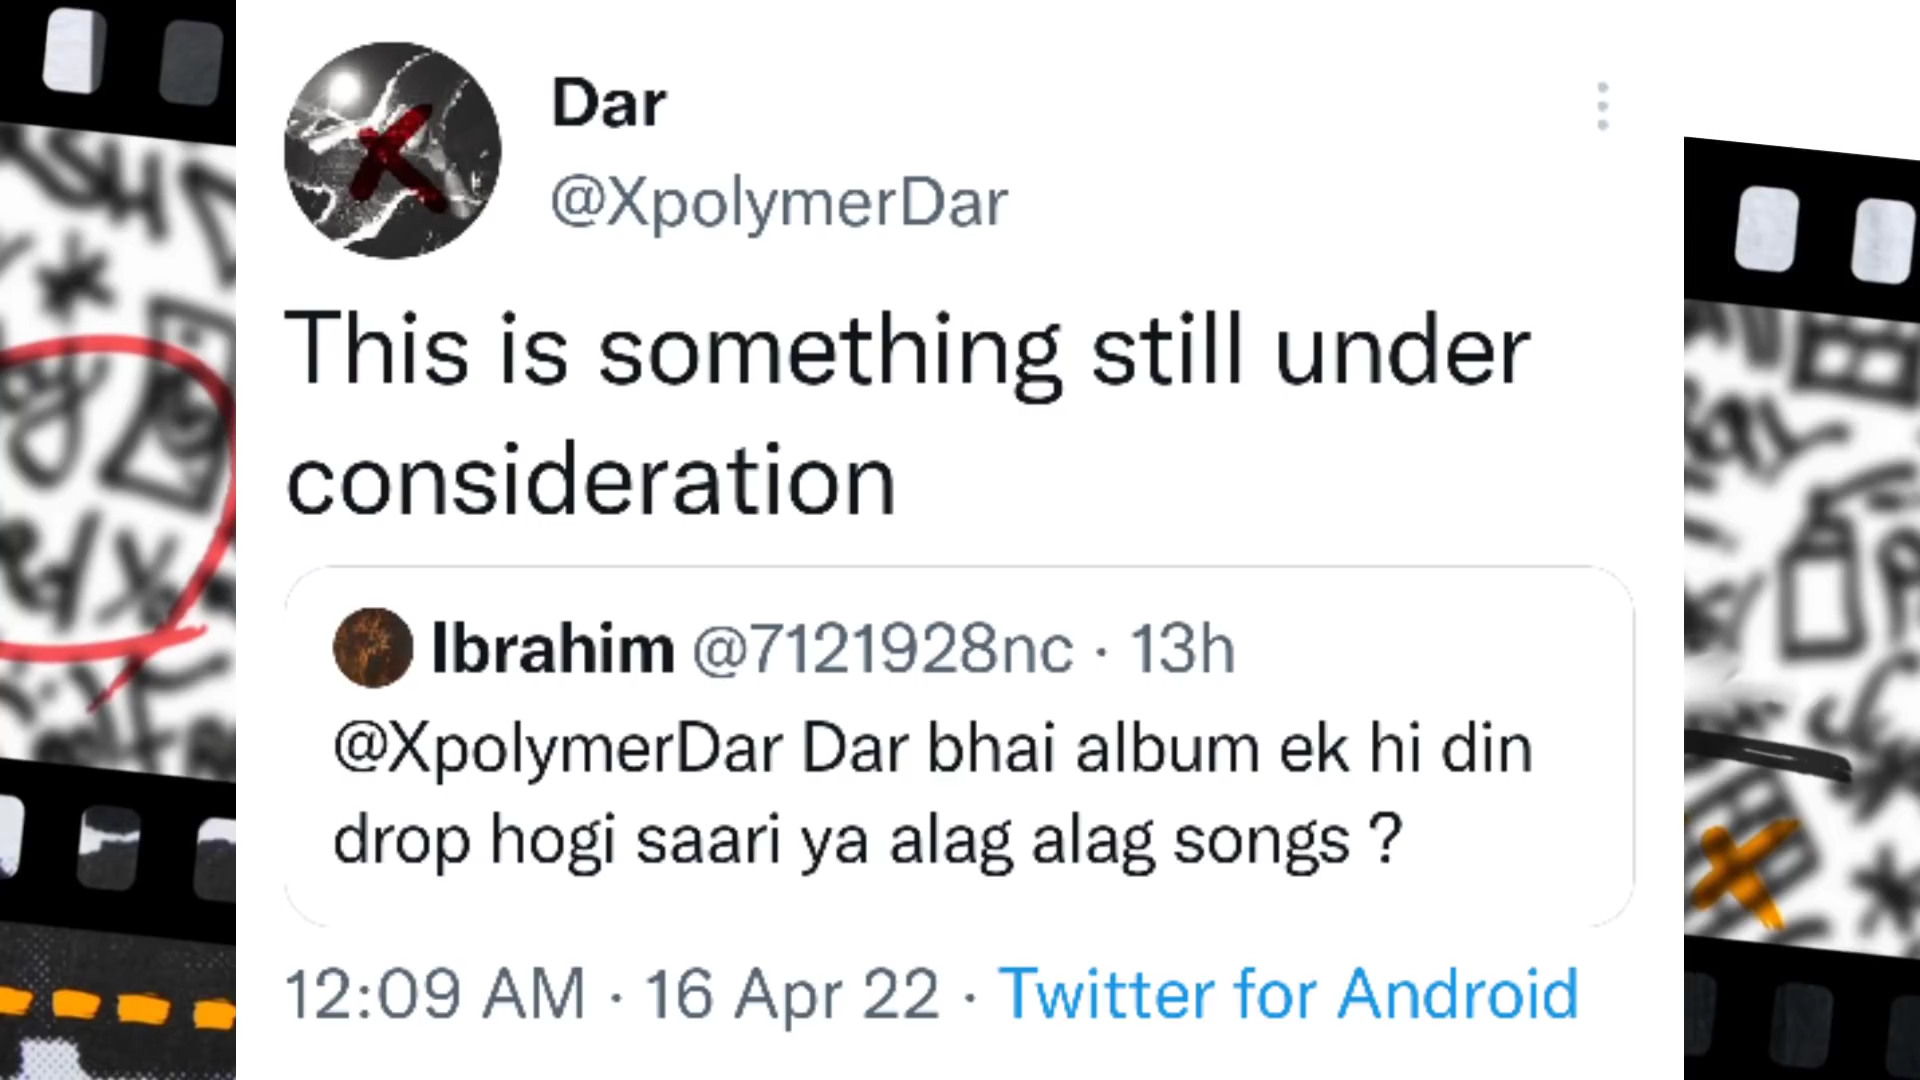 Dar
@XpolymerDar
This is something still under
consideration
Ibrahim @7121928nc · 13h
@XpolymerDar Dar bhai album ek hi din
drop hogi saari ya alag alag songs ?
12:09 AM · 16 Apr 22 · Twitter for Android